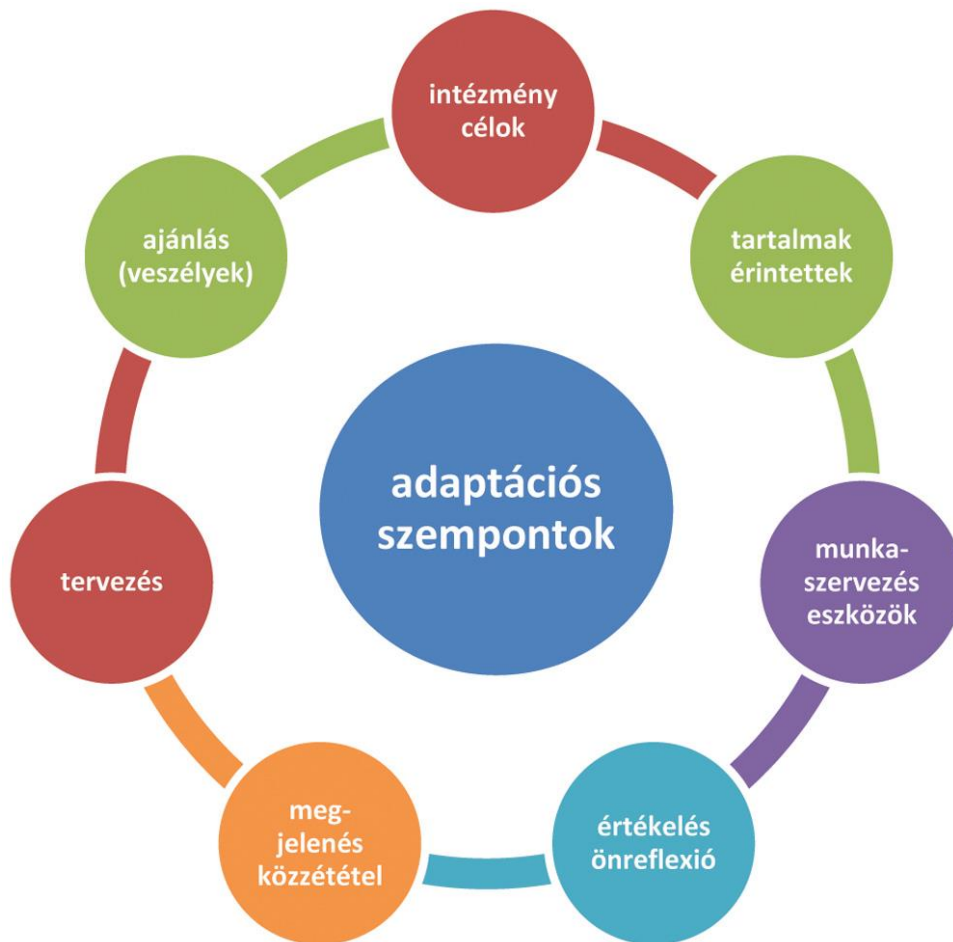 intézmény
célok
tartalmak
érintettek
munka-
szervezés
eszközök
értékelés
önreflexió
meg-
jelenés
közzététel
tervezés
ajánlás
(veszélyek)
adaptációs
szempontok